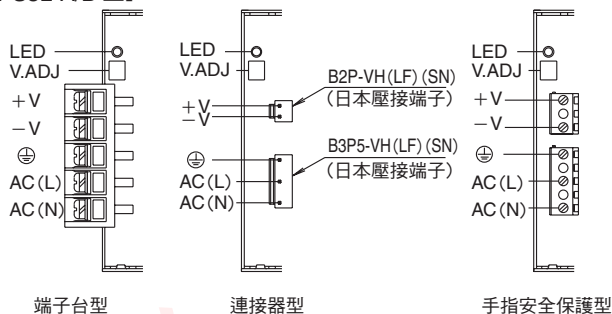 LED
V.ADJ
+V
-V
AC(L)
AC(N)
端子台型
LED
V.ADJ
+V
-V
AC(L)
AC(N)
B2P-VH(LF)(SN)
(日本壓接端子)
B3P5-VH(LF)(SN)
(日本壓接端子)
連接器型
LED
V.ADJ
+V
-V
AC(L)
AC(N)
手指安全保護型